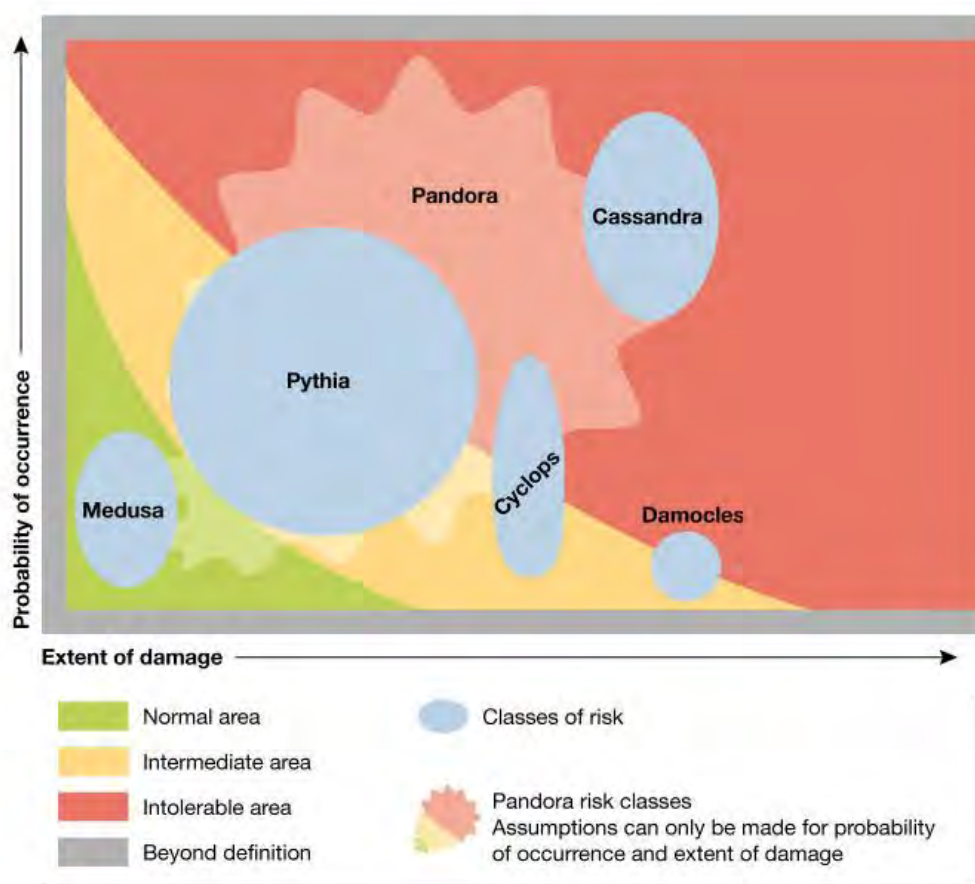 Probability of occurrence
Pandora
Cassandra
Pythia
Cyclops
Medusa
Damocles
Extent of damage
Normal area
Classes of risk
Intermediate area
Intolerable area
Pandora risk classes
Assumptions can only be made for probability
of occurrence and extent of damage
Beyond definition